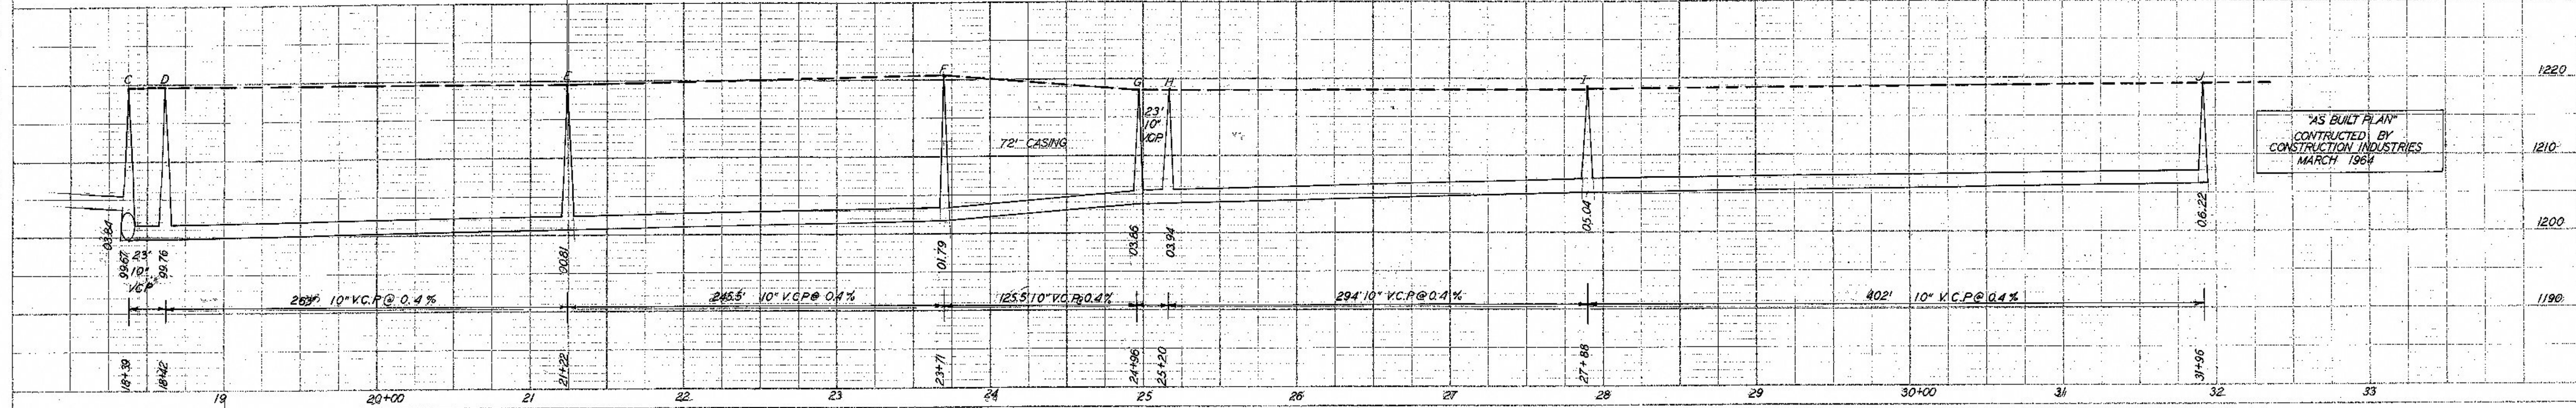 C D E F G H I J
1220
23'
10"
VCP
72' CASING
"AS BUILT PLAN"
CONTRUCTED BY
CONSTRUCTION INDUSTRIES
MARCH 1964
1210
03.84
99.67
23'
10"
VCP
99.76
00.81
01.79
03.86
03.94
05.04
06.22
1200
10" V.C.P. @ 0.4%
245.5' 10" V.C.P @ 0.4%
125.5' 10" V.C.P. @ 0.4%
294' 10" V.C.P. @ 0.4%
402' 10" V.C.P @ 0.4%
1190
18+39
18+42
21+22
23+71
24+96
25+20
27+88
31+96
19 20+00 21 22 23 24 25 26 27 28 29 30+00 31 32 33